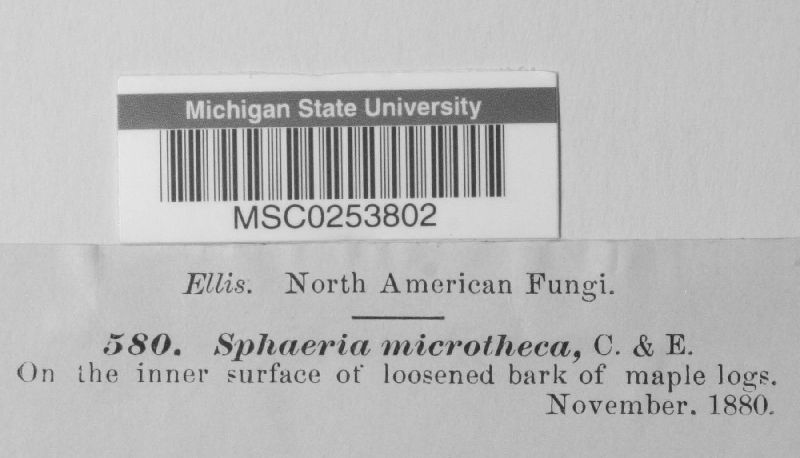 Michigan State University
MSC0253802
Ellis. North American Fungi.
580. Sphaeria microtheca, C. & E.
On the inner surface of loosened bark of maple logs.
November. 1880.